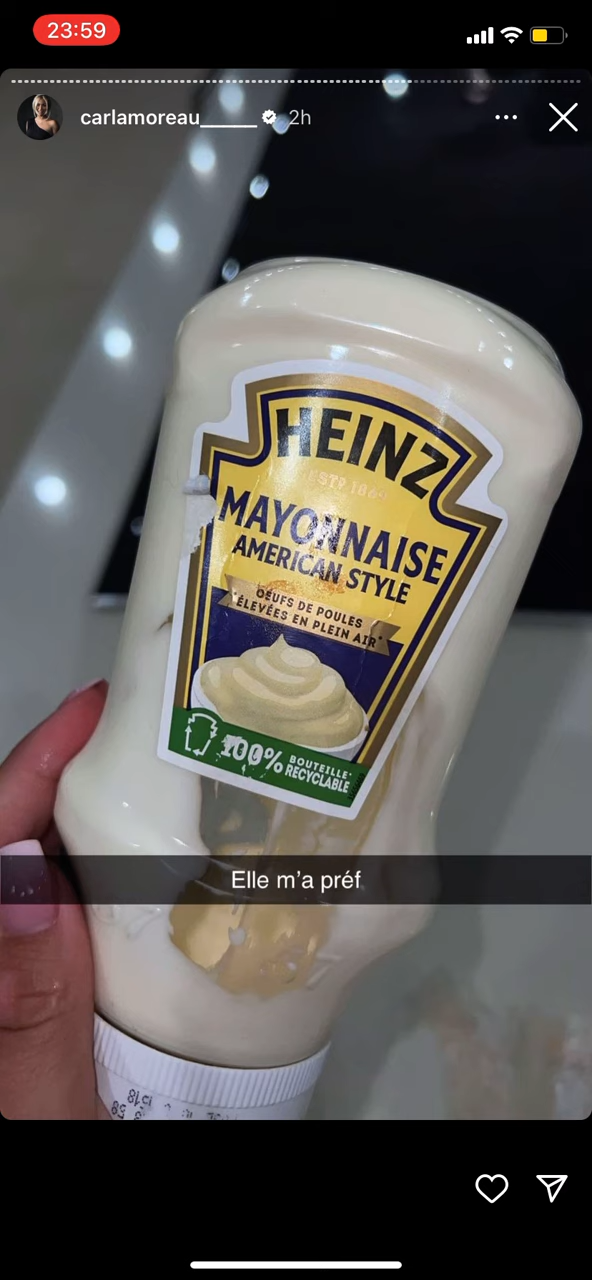 23:59
carlamoreau_____ 2h
HEINZ
ESTD 1869
MAYONNAISE
AMERICAN STYLE
OEUFS DE POULES
ÉLEVÉES EN PLEIN AIR*
100% BOUTEILLE*
RECYCLABLE
Elle m'a préf